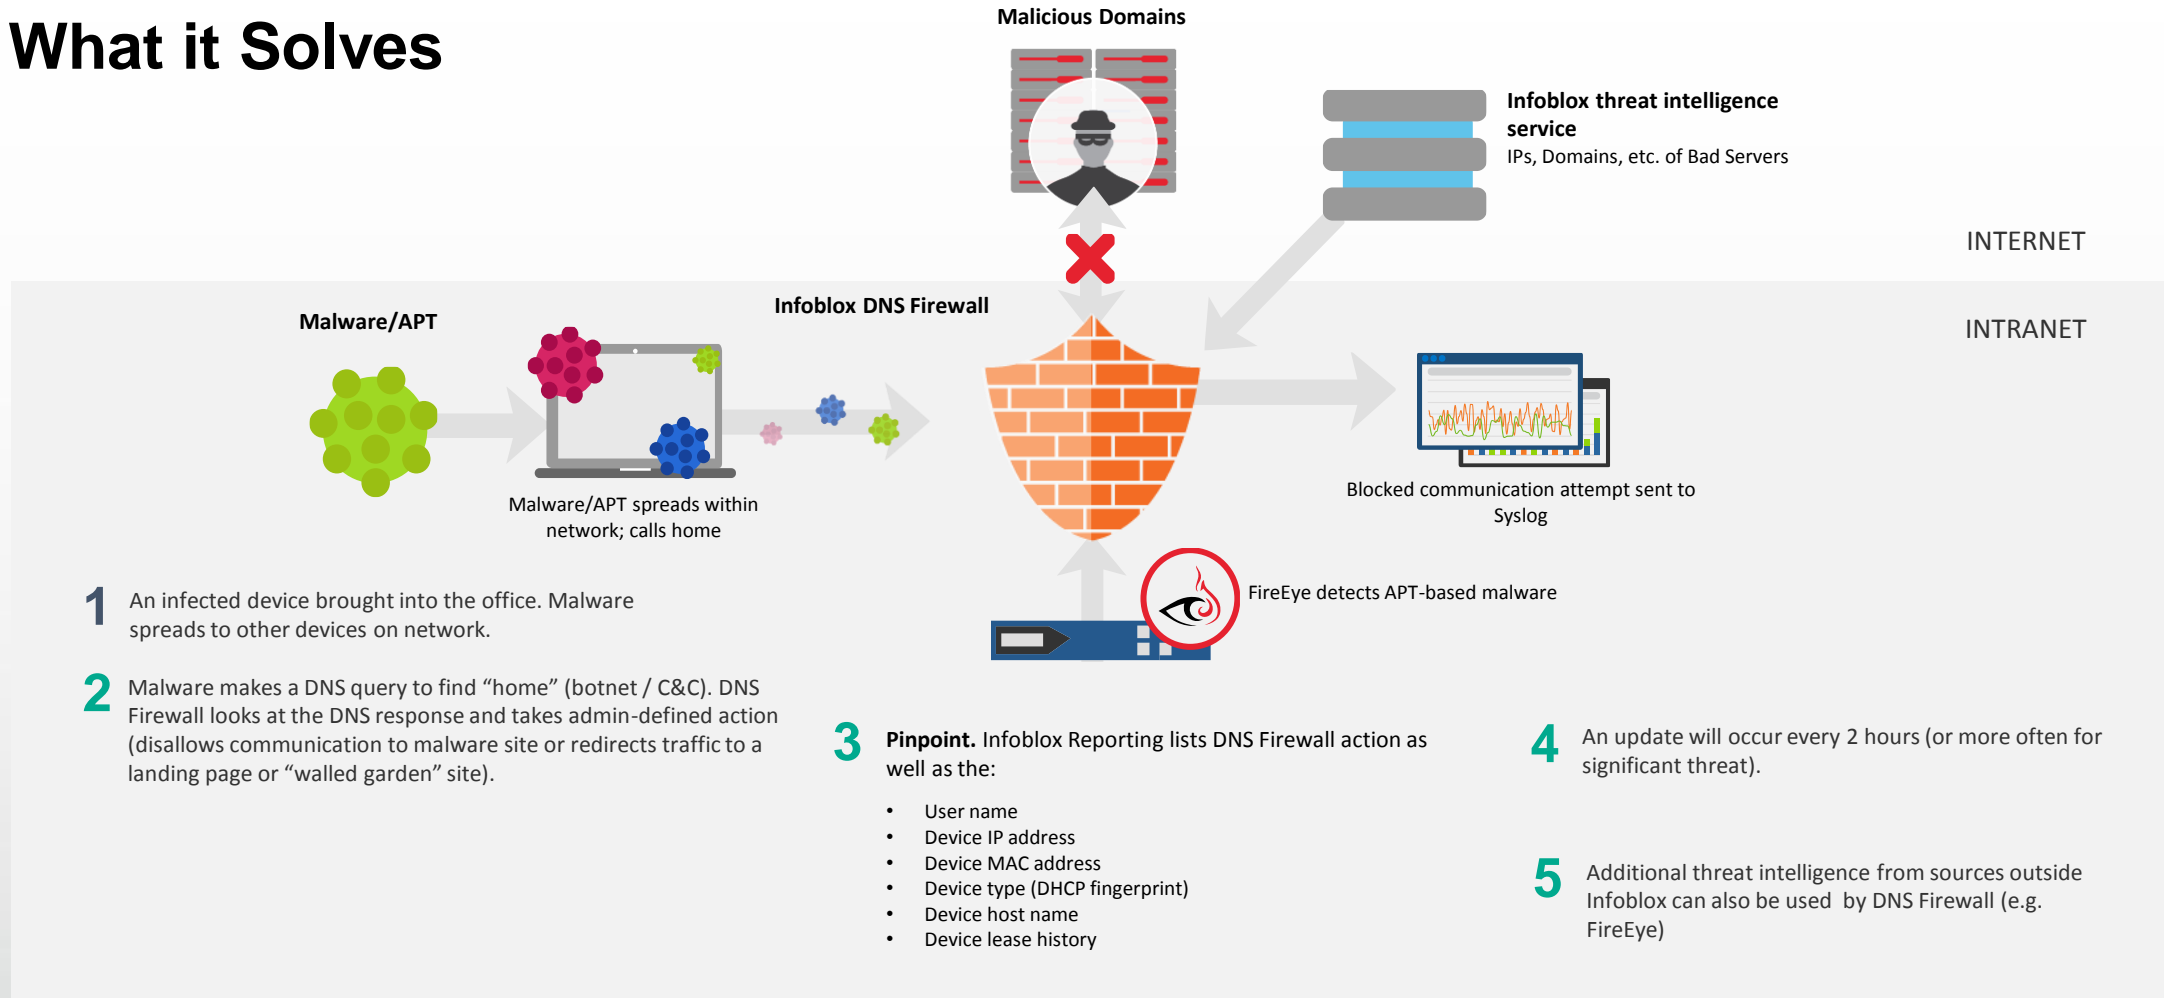 What it Solves
Malicious Domains
Infoblox threat intelligence
service
IPs, Domains, etc. of Bad Servers
INTERNET
INTRANET
Malware/APT
Infoblox DNS Firewall
Malware/APT spreads within
network; calls home
Blocked communication attempt sent to
Syslog
FireEye detects APT-based malware
1 An infected device brought into the office. Malware
spreads to other devices on network.
2 Malware makes a DNS query to find “home” (botnet / C&C). DNS
Firewall looks at the DNS response and takes admin-defined action
(disallows communication to malware site or redirects traffic to a
landing page or “walled garden” site).
3 Pinpoint. Infoblox Reporting lists DNS Firewall action as
well as the:
• User name
• Device IP address
• Device MAC address
• Device type (DHCP fingerprint)
• Device host name
• Device lease history
4 An update will occur every 2 hours (or more often for
significant threat).
5 Additional threat intelligence from sources outside
Infoblox can also be used by DNS Firewall (e.g.
FireEye)